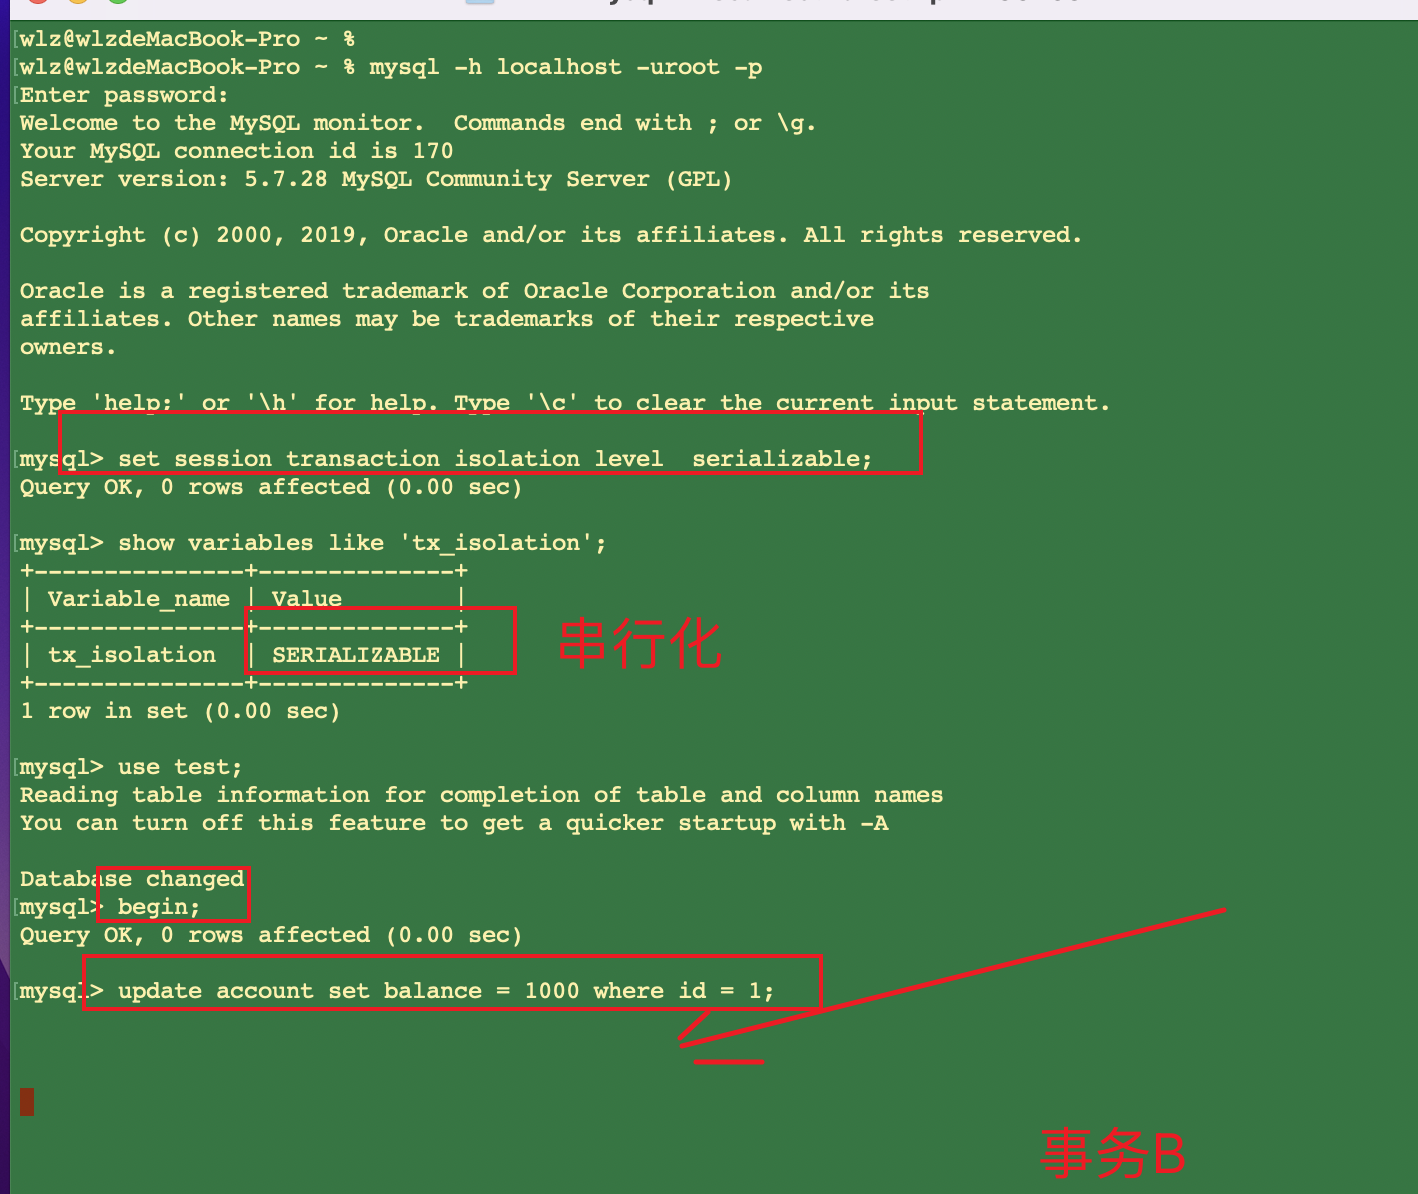 wlz@wlzdeMacBook-Pro ~ %
wlz@wlzdeMacBook-Pro ~ % mysql -h localhost -uroot -p
Enter password:
Welcome to the MySQL monitor.  Commands end with ; or \g.
Your MySQL connection id is 170
Server version: 5.7.28 MySQL Community Server (GPL)
Copyright (c) 2000, 2019, Oracle and/or its affiliates. All rights reserved.
Oracle is a registered trademark of Oracle Corporation and/or its
affiliates. Other names may be trademarks of their respective
owners.
Type 'help;' or '\h' for help. Type '\c' to clear the current input statement.
mysql> set session transaction isolation level  serializable;
Query OK, 0 rows affected (0.00 sec)
mysql> show variables like 'tx_isolation';
+---------------+--------------+
| Variable_name | Value        |
+---------------+--------------+
| tx_isolation  | SERIALIZABLE |
+---------------+--------------+
串行化
1 row in set (0.00 sec)
mysql> use test;
Reading table information for completion of table and column names
You can turn off this feature to get a quicker startup with -A
Database changed
mysql> begin;
Query OK, 0 rows affected (0.00 sec)
mysql> update account set balance = 1000 where id = 1;
事务B